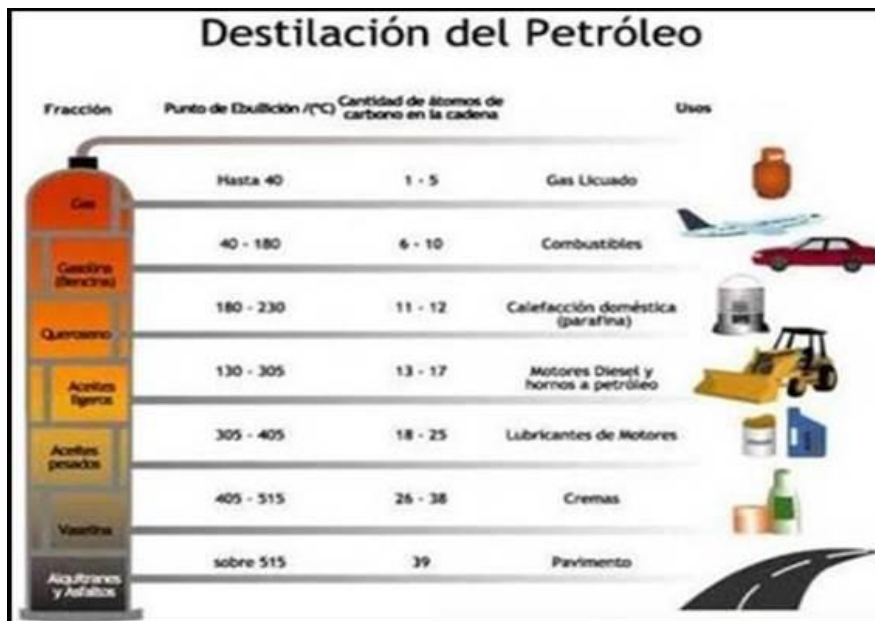 Destilación del Petróleo
Fracción Punto de Ebullición /(°C) Cantidad de átomos de carbono en la cadena Usos
Gas Hasta 40 1 - 5 Gas Licuado
Gasolina (Bencina) 40 - 180 6 - 10 Combustibles
Queroseno 180 - 230 11 - 12 Calefacción doméstica (parafina)
Aceites ligeros 130 - 305 13 - 17 Motores Diesel y hornos a petróleo
Aceites pesados 305 - 405 18 - 25 Lubricantes de Motores
Vaselina 405 - 515 26 - 38 Cremas
Alquitranes y Asfaltos sobre 515 39 Pavimento